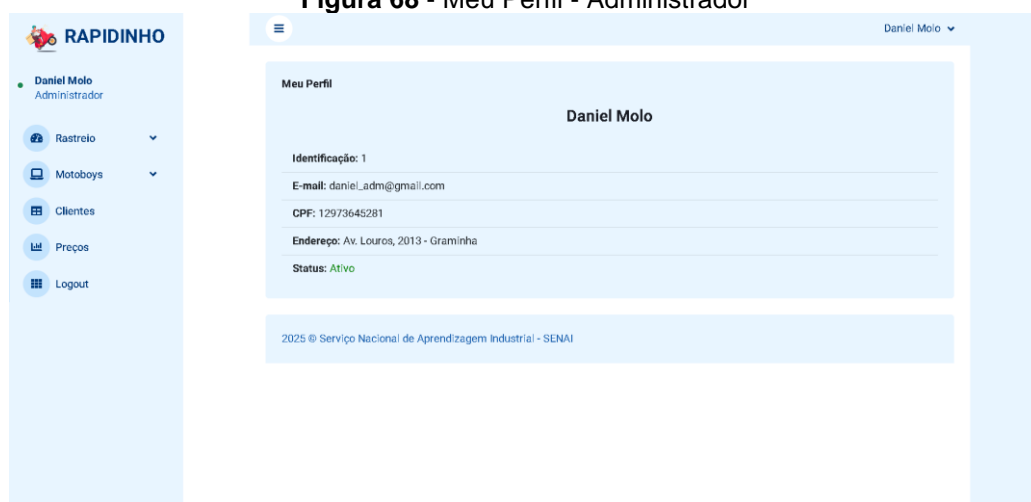 Figura 68 - Meu Perfil - Administrador
RAPIDINHO
Daniel Molo
Daniel Molo
Administrador
Rastreio
Motoboys
Clientes
Preços
Logout
Meu Perfil
Daniel Molo
Identificação: 1
E-mail: daniel_adm@gmail.com
CPF: 12973645281
Endereço: Av. Louros, 2013 - Graminha
Status: Ativo
2025 © Serviço Nacional de Aprendizagem Industrial - SENAI